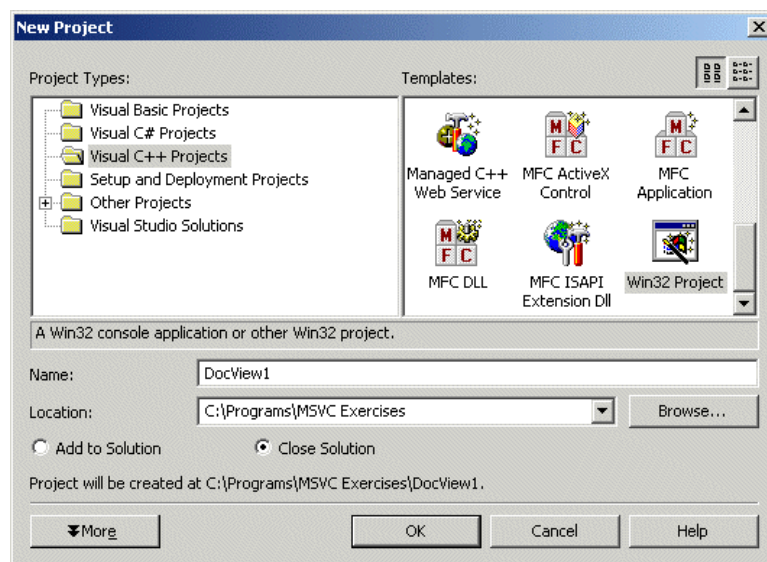 New Project
Project Types:
Templates:
Visual Basic Projects
Visual C# Projects
Visual C++ Projects
Setup and Deployment Projects
Other Projects
Visual Studio Solutions
Managed C++ Web Service
MFC ActiveX Control
MFC Application
MFC DLL
MFC ISAPI Extension Dll
Win32 Project
A Win32 console application or other Win32 project.
Name:
DocView1
Location:
C:\Programs\MSVC Exercises
Browse...
Add to Solution
Close Solution
Project will be created at C:\Programs\MSVC Exercises\DocView1.
More
OK
Cancel
Help